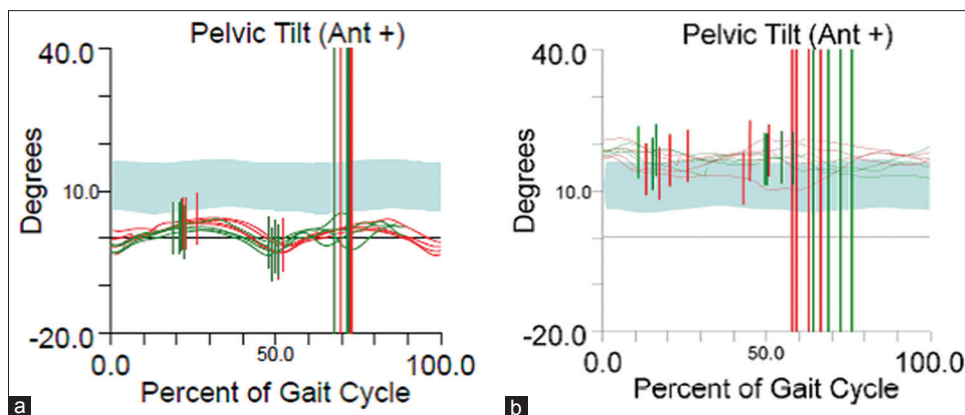 Pelvic Tilt (Ant +)
40.0
Degrees
10.0
-20.0
0.0
50.0
100.0
Percent of Gait Cycle
a
Pelvic Tilt (Ant +)
40.0
Degrees
10.0
-20.0
0.0
50.0
100.0
Percent of Gait Cycle
b